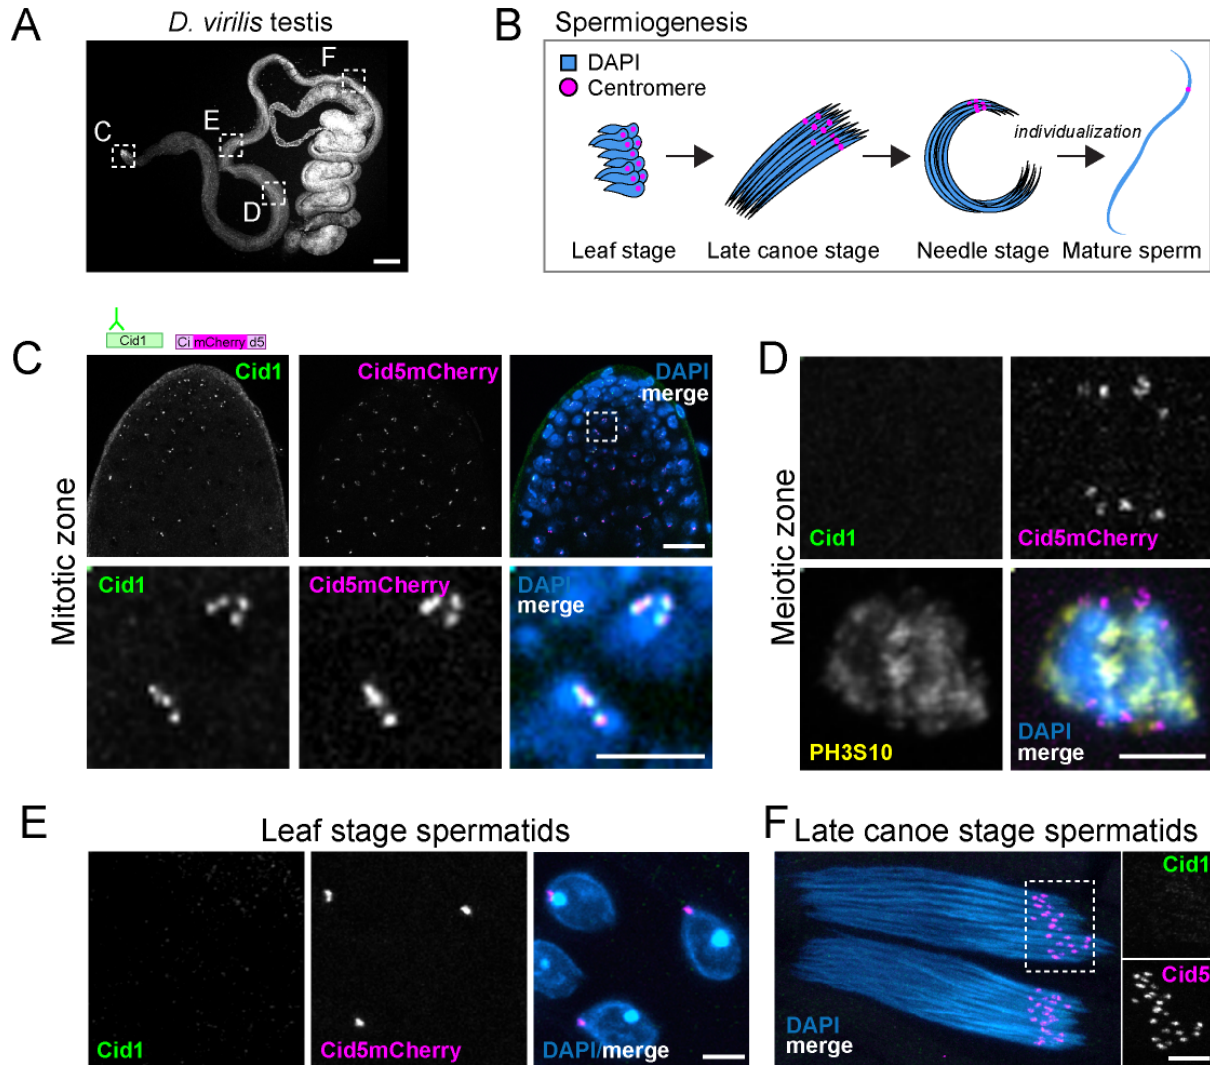 A
D. virilis testis
C
E
F
D
B
Spermiogenesis
DAPI
Centromere
individualization
Leaf stage
Late canoe stage
Needle stage
Mature sperm
C
Cid1
Ci mCherry d5
Mitotic zone
Cid1
Cid5mCherry
DAPI
merge
Cid1
Cid5mCherry
DAPI
merge
D
Meiotic zone
Cid1
Cid5mCherry
PH3S10
DAPI
merge
E
Leaf stage spermatids
Cid1
Cid5mCherry
DAPI/merge
F
Late canoe stage spermatids
DAPI
merge
Cid1
Cid5